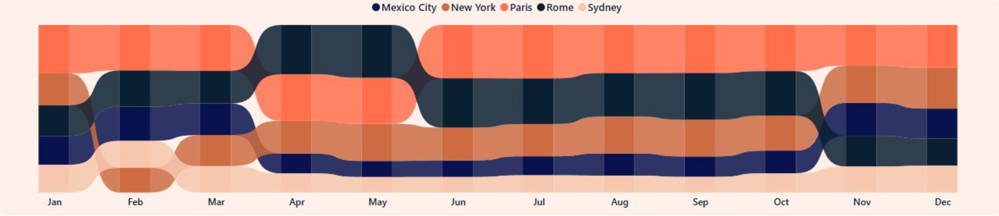 Mexico City New York Paris Rome Sydney
Jan Feb Mar Apr May Jun Jul Aug Sep Oct Nov Dec